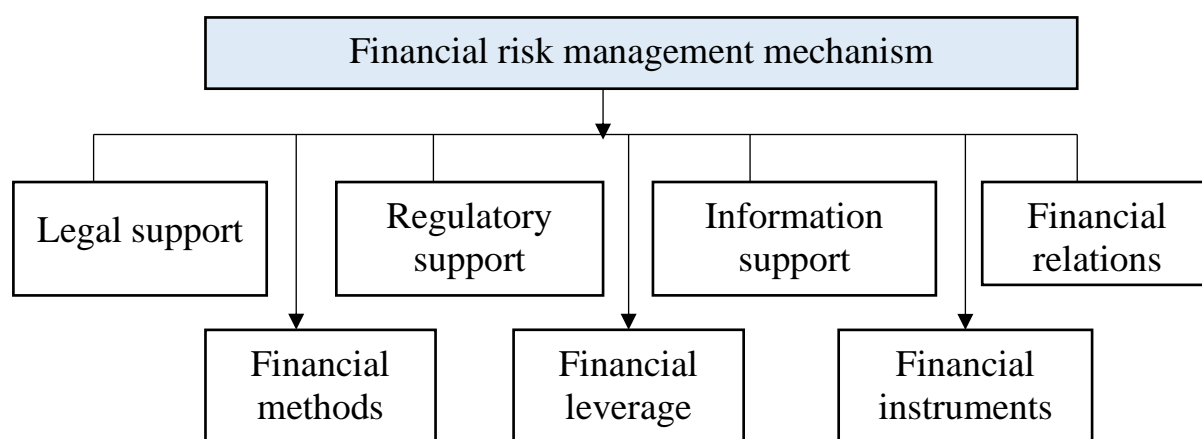 Financial risk management mechanism
Legal support
Regulatory
support
Information
support
Financial
relations
Financial
methods
Financial
leverage
Financial
instruments